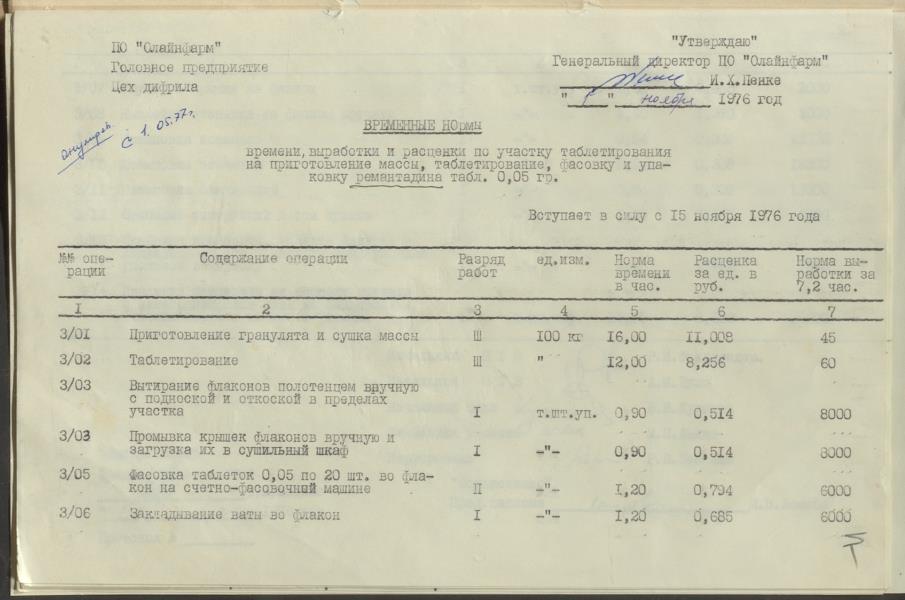 ПО "Олайнфарм"
Головное предприятке
Цех дифрила
анулиров.
с 1.05.77г.
"Утверждаю"
Генеральный директор ПО "Олайнфарм"
И.Х.Пенке
" 1 " ноября 1976 год
ВРЕМЕННЫЕ НОрмы
времени,выработки и расценки по участку таблетирования
на приготовление массы, таблетирование, фасовку и упа-
ковку ремантадина табл. 0,05 гр.
Вступает в силу с 15 ноября 1976 года
№№ опе- Содержание операции Разряд ед.изм. Норма Расценка Норма вы-
рации работ времени за ед. в работки за
в час. руб. 7,2 час.
I 2 3 4 5 6 7
3/01 Приготовление гранулята и сушка массы Ш 100 кг 16,00 11,008 45
3/02 Таблетирование Ш " 12,00 8,256 60
3/03 Вытирание флаконов полотенцем вручную
с подноской и откоской в пределах
участка I т.шт.уп. 0,90 0,514 8000
3/03 Промывка крышек флаконов вручную и
загрузка их в сушильный шкаф I -"- 0,90 0,514 8000
3/05 Фасовка таблеток 0,05 по 20 шт. во фла-
кон на счетно-фасовочный машине II -"- 1,20 0,794 6000
3/06 Закладывание ваты во флакон I -"- 1,20 0,685 6000